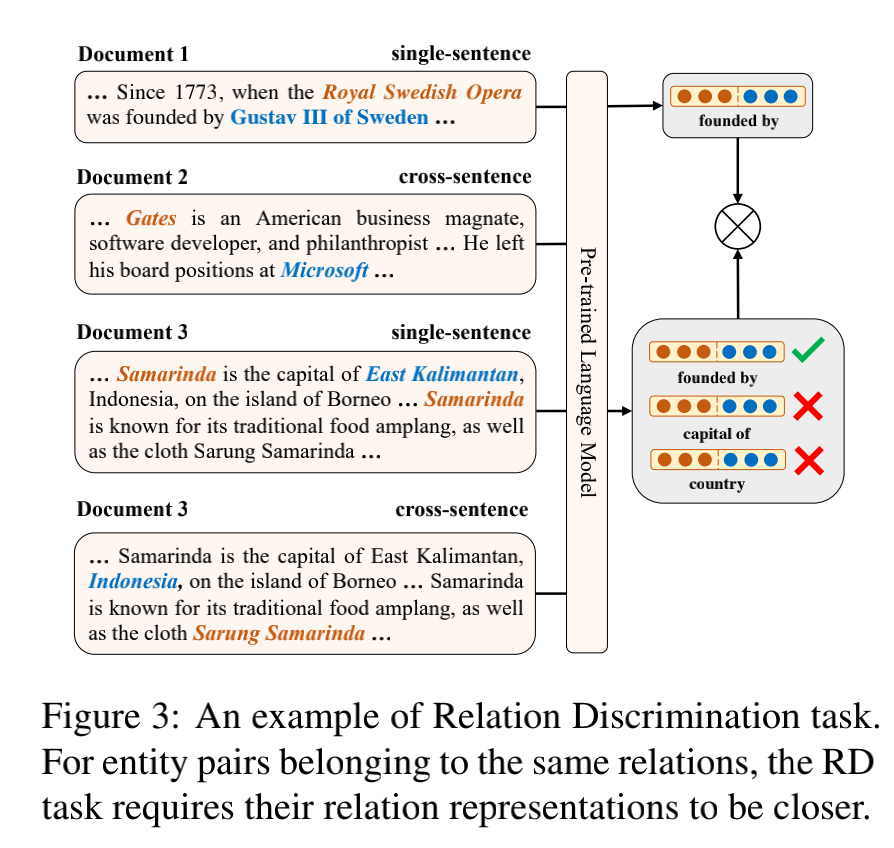 Document 1 single-sentence
... Since 1773, when the Royal Swedish Opera
was founded by Gustav III of Sweden ...
founded by
Document 2 cross-sentence
... Gates is an American business magnate,
software developer, and philanthropist ... He left
his board positions at Microsoft ...
Pre-trained Language Model
Document 3 single-sentence
... Samarinda is the capital of East Kalimantan,
Indonesia, on the island of Borneo ... Samarinda
is known for its traditional food amplang, as well
as the cloth Sarung Samarinda ...
founded by
capital of
country
Document 3 cross-sentence
... Samarinda is the capital of East Kalimantan,
Indonesia, on the island of Borneo ... Samarinda
is known for its traditional food amplang, as well
as the cloth Sarung Samarinda ...
Figure 3: An example of Relation Discrimination task.
For entity pairs belonging to the same relations, the RD
task requires their relation representations to be closer.